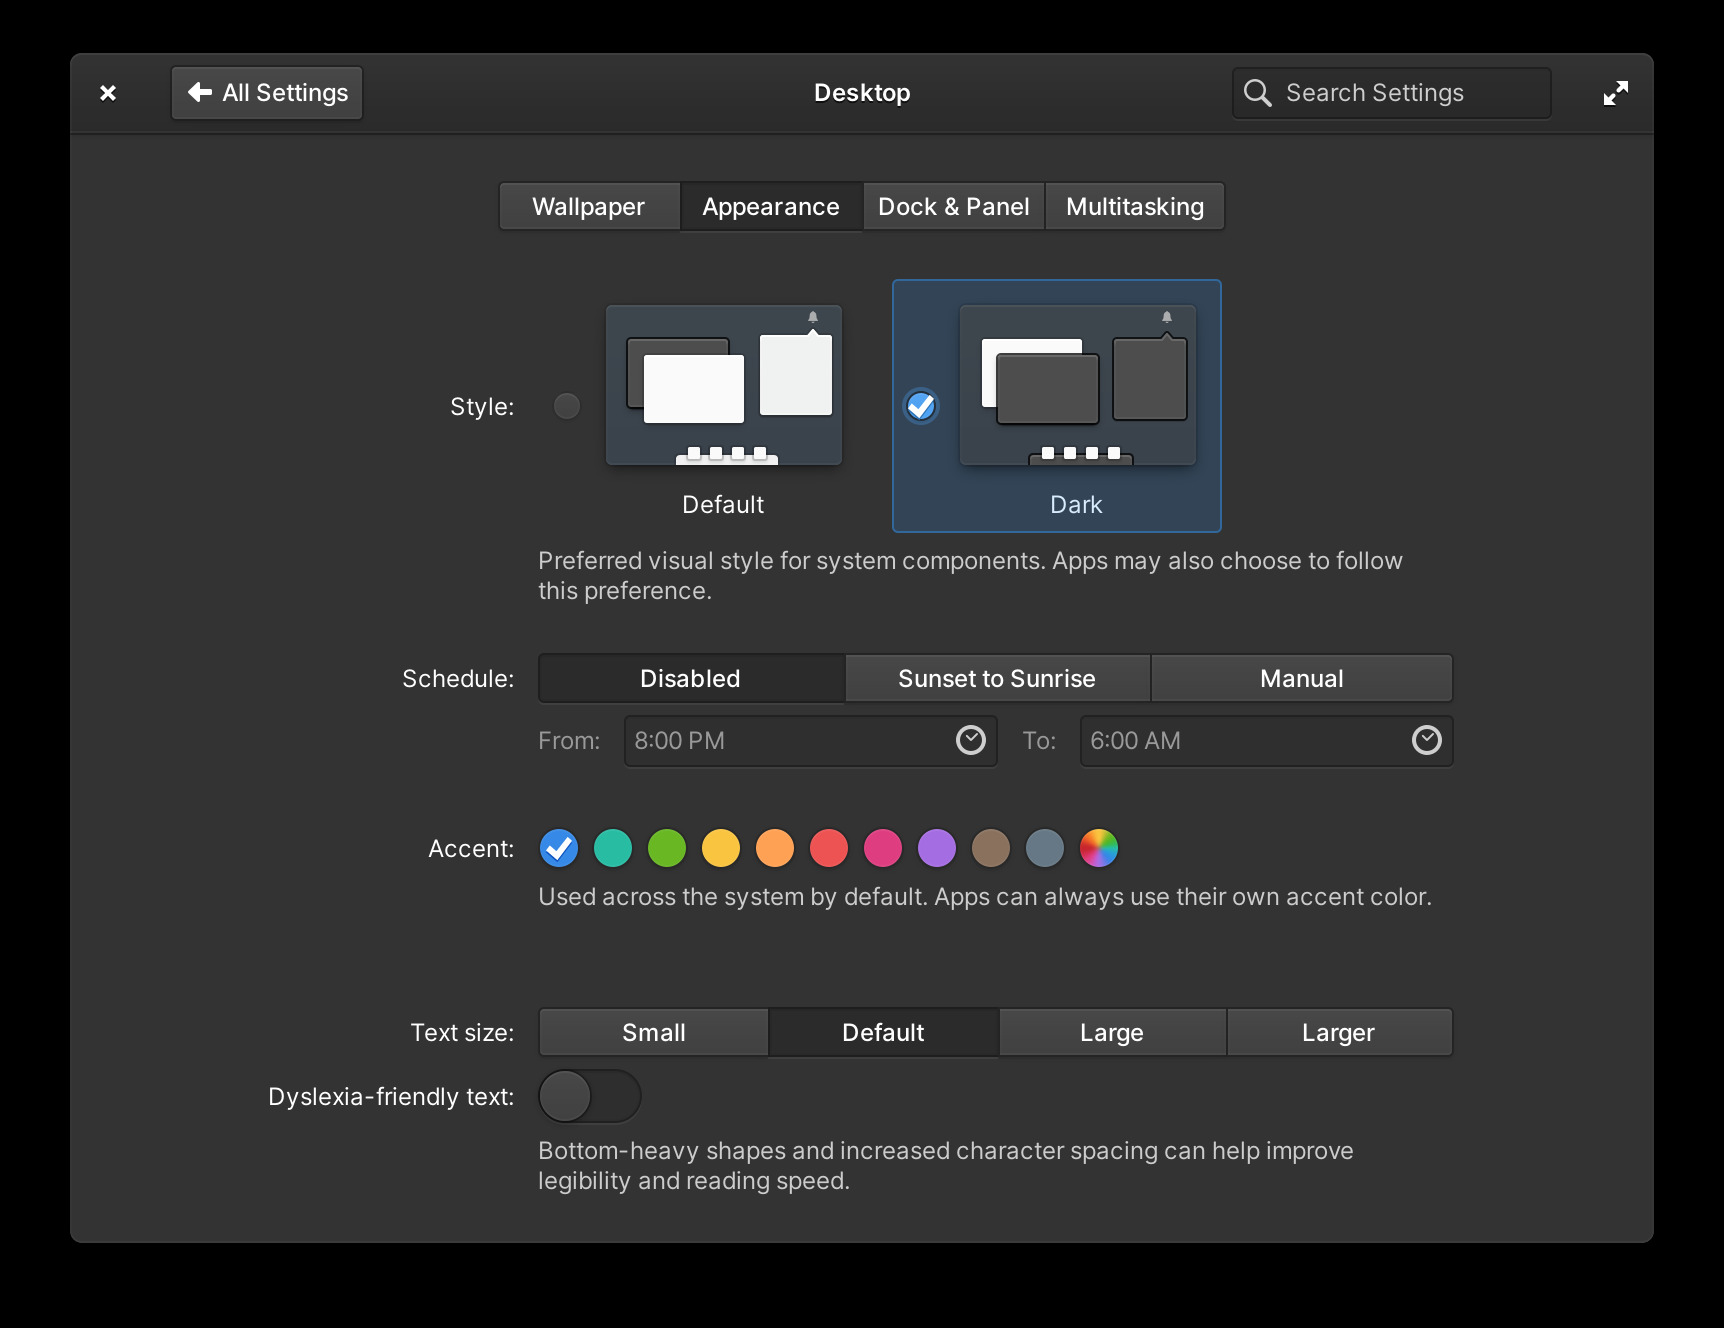 All Settings
Desktop
Search Settings
Wallpaper
Appearance
Dock & Panel
Multitasking
Style:
Default
Dark
Preferred visual style for system components. Apps may also choose to follow
this preference.
Schedule:
Disabled
Sunset to Sunrise
Manual
From:
8:00 PM
To:
6:00 AM
Accent:
Used across the system by default. Apps can always use their own accent color.
Text size:
Small
Default
Large
Larger
Dyslexia-friendly text:
Bottom-heavy shapes and increased character spacing can help improve
legibility and reading speed.